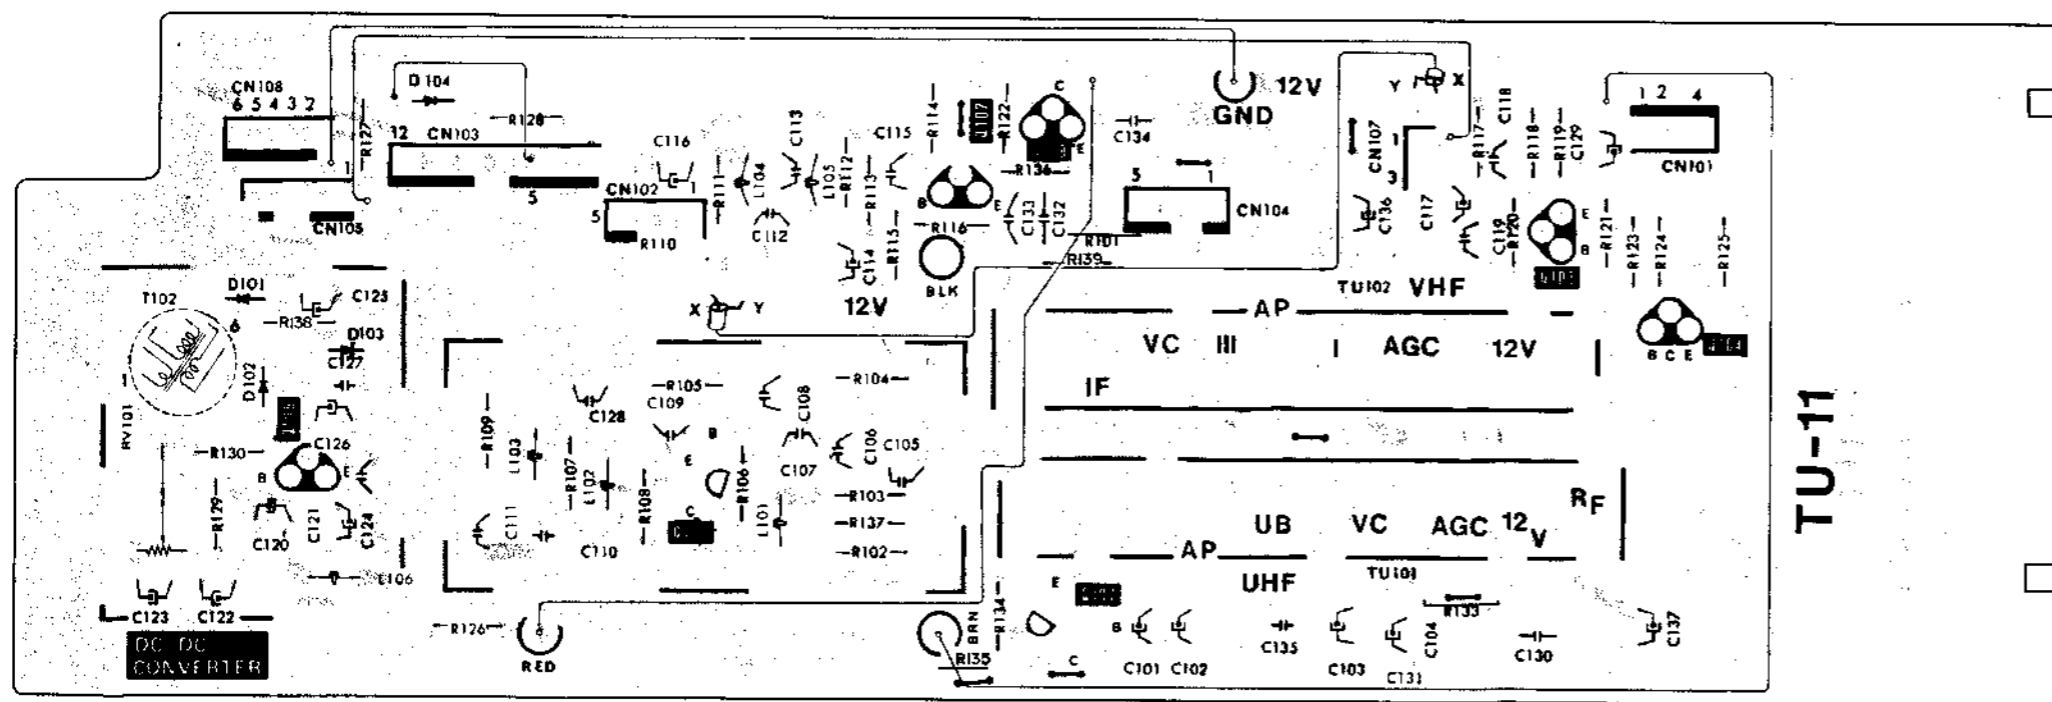 CN108
6 5 4 3 2
1
R127
D104
12 CN103
5
R128
CN105
C116
CN102
5 1
R110
R111
L104
C112
C113
L105
R112
R113
C114
C115
R115
R114
R122
C
E
R136
B E
R116
C133
C132
BLK
C134
GND 12V
5 1
CN104
R101
R139
Y X
CN107
1
3
C136
C117
R117
C118
R118
R119
C129
C119
R120
E
B
R121
R123
R124
R125
1 2 4
CN101
B C E
T102
D101
C125
R138
6
1
D103
C127
D102
RV101
R130
C126
B E
R129
C120
C121
C124
L106
C123
C122
DC DC
CONVERTER
X Y
12V
R105
R104
C128
C109
C108
R109
L103
R107
L102
R108
B
E
C
R106
C107
C106
C105
R103
R137
R102
L101
C111
C110
R126
RED
BRN
R135
R134
TU102 VHF
AP
VC III I AGC 12V
IF
RF
UB VC AGC 12V
AP
UHF
TU101
E
B
C
C101
C102
C135
C103
C131
C104
R133
C130
C137
TU-11